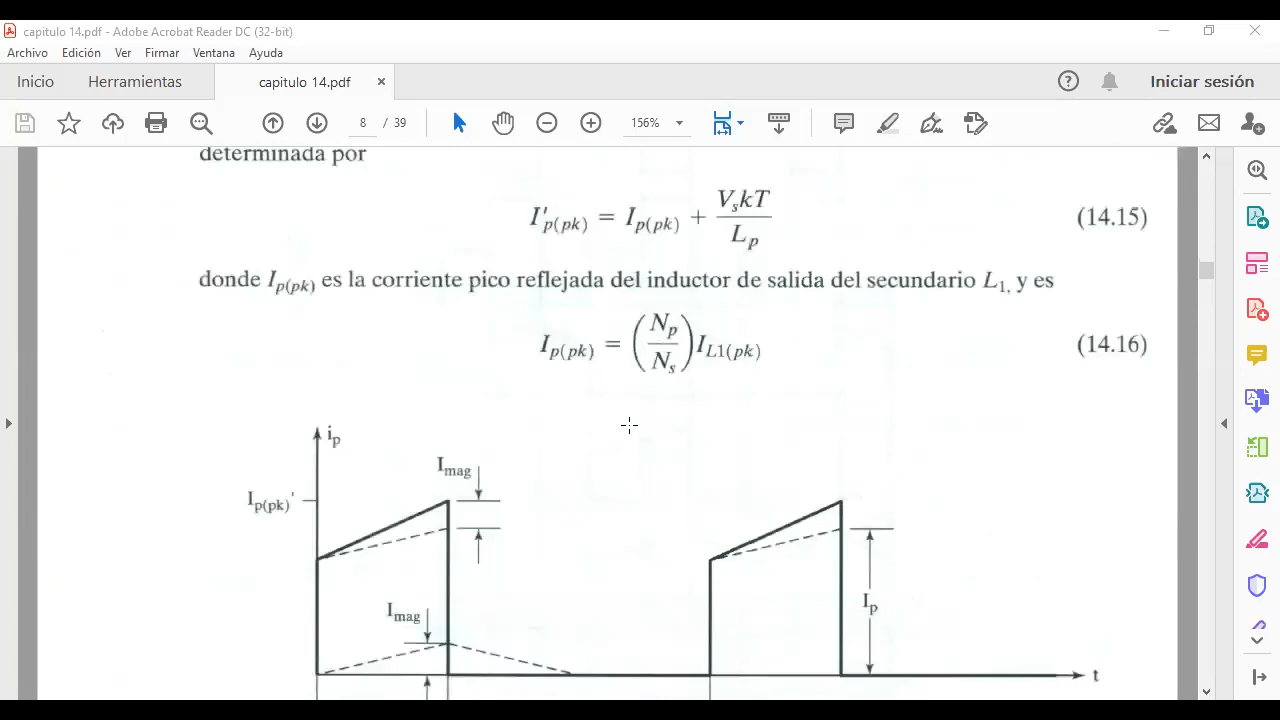 capitulo 14.pdf - Adobe Acrobat Reader DC (32-bit)
Archivo Edición Ver Firmar Ventana Ayuda
Inicio Herramientas capitulo 14.pdf × Iniciar sesión
8 / 39 156%
determinada por
I'p(pk) = Ip(pk) + VskT / Lp (14.15)
donde Ip(pk) es la corriente pico reflejada del inductor de salida del secundario L1, y es
Ip(pk) = (Np / Ns) IL1(pk) (14.16)
ip
Imag
Ip(pk)'
Imag
Ip
t